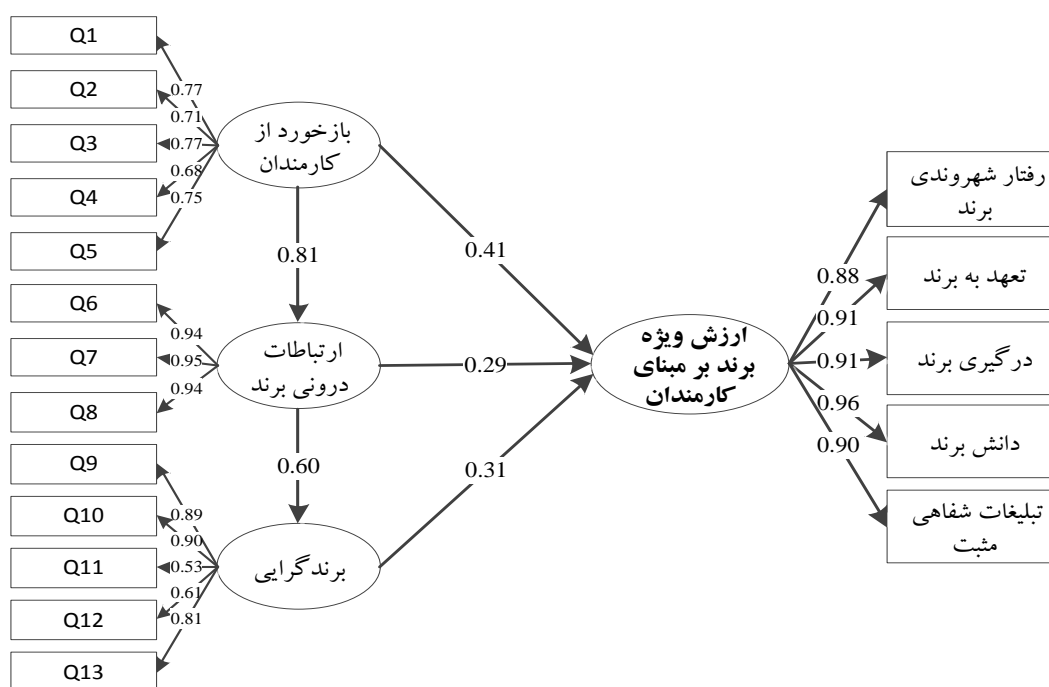 Q1
Q2
Q3
Q4
Q5
Q6
Q7
Q8
Q9
Q10
Q11
Q12
Q13
0.77
0.71
0.77
0.68
0.75
0.94
0.95
0.94
0.89
0.90
0.53
0.61
0.81
بازخورد از
کارمندان
0.81
ارتباطات
درونی برند
0.60
برندگرایی
0.41
0.29
0.31
ارزش ویژه
برند بر مبنای
کارمندان
0.88
0.91
0.91
0.96
0.90
رفتار شهروندی
برند
تعهد به برند
درگیری برند
دانش برند
تبلیغات شفاهی
مثبت